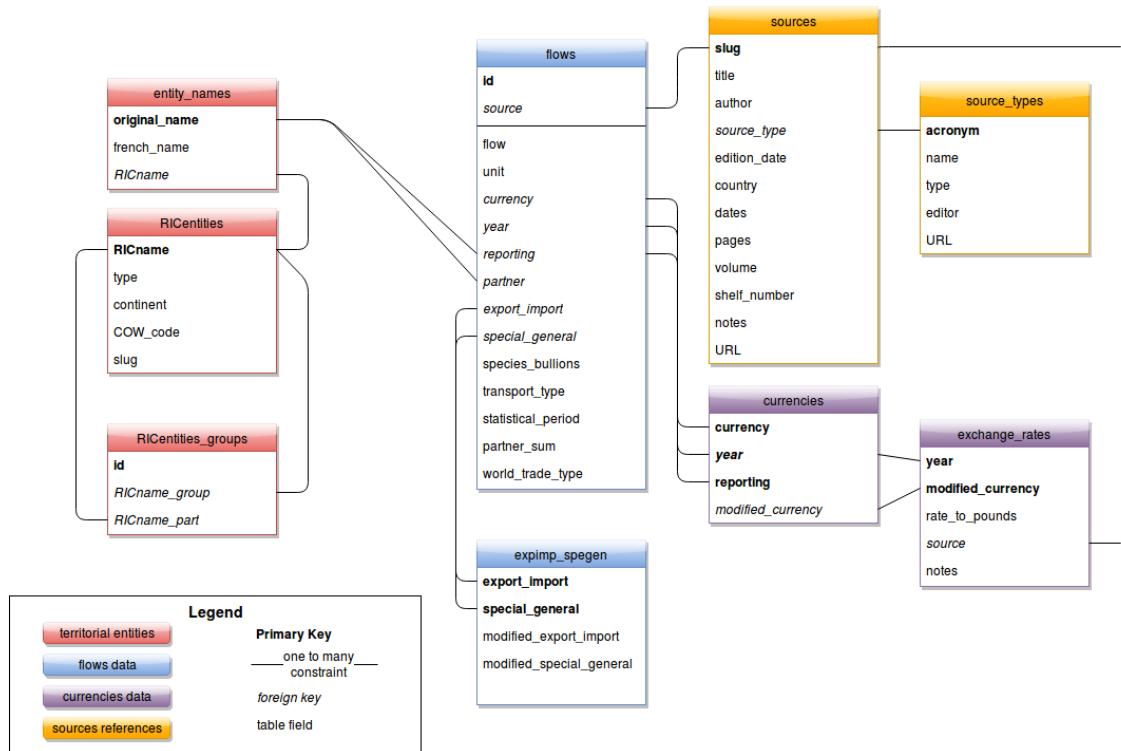 entity_names
original_name
french_name
RICname
RICentities
RICname
type
continent
COW_code
slug
RICentities_groups
id
RICname_group
RICname_part
flows
id
source
flow
unit
currency
year
reporting
partner
export_import
special_general
species_bullions
transport_type
statistical_period
partner_sum
world_trade_type
expimp_spegen
export_import
special_general
modified_export_import
modified_special_general
sources
slug
title
author
source_type
edition_date
country
dates
pages
volume
shelf_number
notes
URL
source_types
acronym
name
type
editor
URL
currencies
currency
year
reporting
modified_currency
exchange_rates
year
modified_currency
rate_to_pounds
source
notes
Legend
territorial entities
flows data
currencies data
sources references
Primary Key
one to many
constraint
foreign key
table field